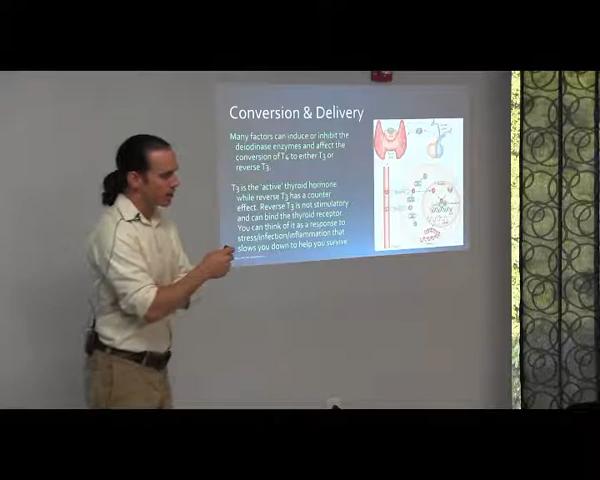 Conversion & Delivery
Many factors can induce or inhibit the
deiodinase enzymes and affect the
conversion of T4 to either T3 or
reverse T3.
T3 is the 'active' thyroid hormone
while reverse T3 has a counter
effect. Reverse T3 is not stimulatory
and can bind the thyroid receptor.
You can think of it as a response to
stress/infection/inflammation that
slows you down to help you survive